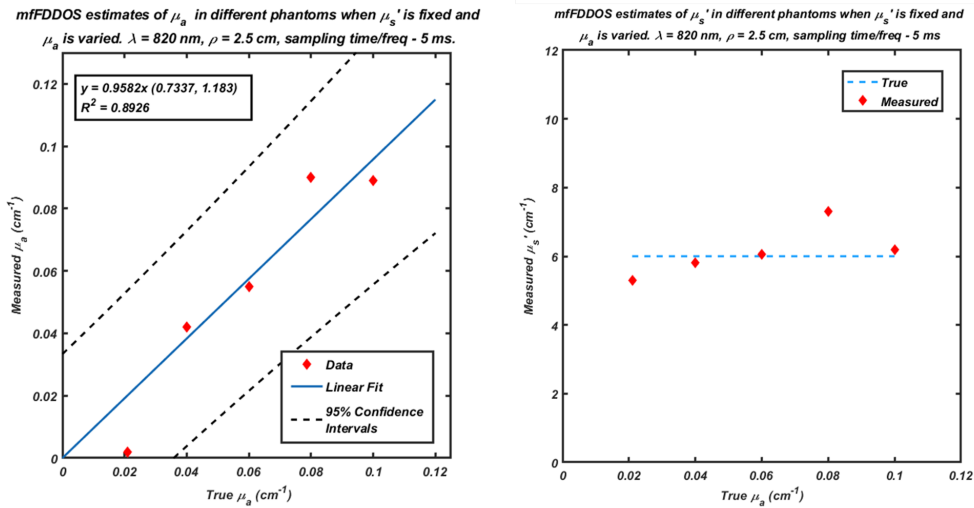 mfFDDOS estimates of μa in different phantoms when μs' is fixed and
μa is varied. λ = 820 nm, ρ = 2.5 cm, sampling time/freq - 5 ms.
y = 0.9582x (0.7337, 1.183)
R² = 0.8926
0.12
0.1
0.08
0.06
0.04
0.02
0
Measured μa (cm⁻¹)
Data
Linear Fit
95% Confidence
Intervals
0 0.02 0.04 0.06 0.08 0.1 0.12
True μa (cm⁻¹)
mfFDDOS estimates of μs' in different phantoms when μs' is fixed and
μa is varied. λ = 820 nm, ρ = 2.5 cm, sampling time/freq - 5 ms
True
Measured
12
10
8
6
4
2
0
Measured μs' (cm⁻¹)
0 0.02 0.04 0.06 0.08 0.1 0.12
True μa (cm⁻¹)